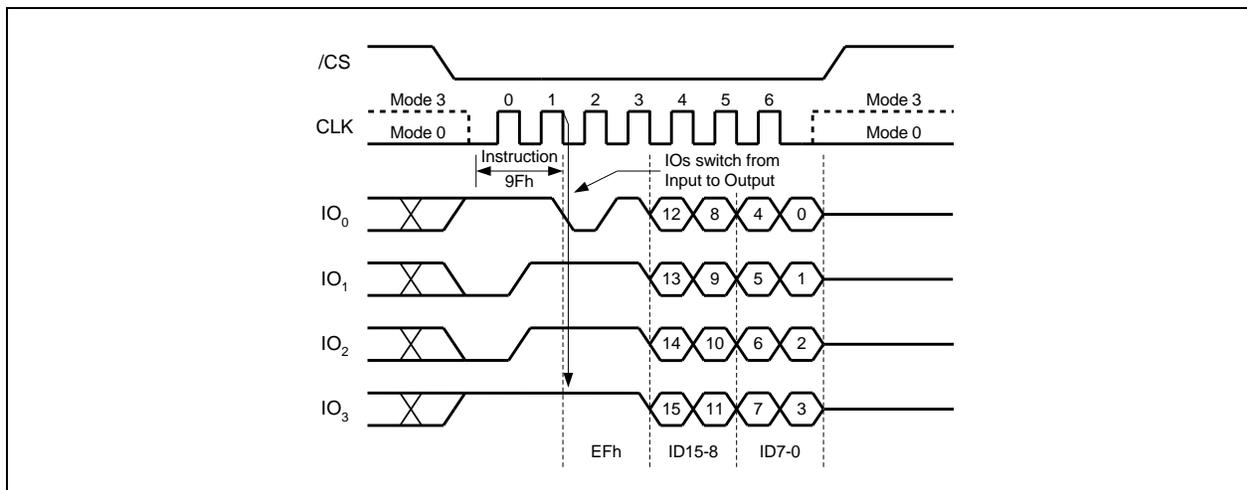 /CS
Mode 3
0 1 2 3 4 5 6
Mode 3
CLK
Mode 0
Mode 0
Instruction
9Fh
IOs switch from
Input to Output
IO0
12 8 4 0
IO1
13 9 5 1
IO2
14 10 6 2
IO3
15 11 7 3
EFh
ID15-8
ID7-0